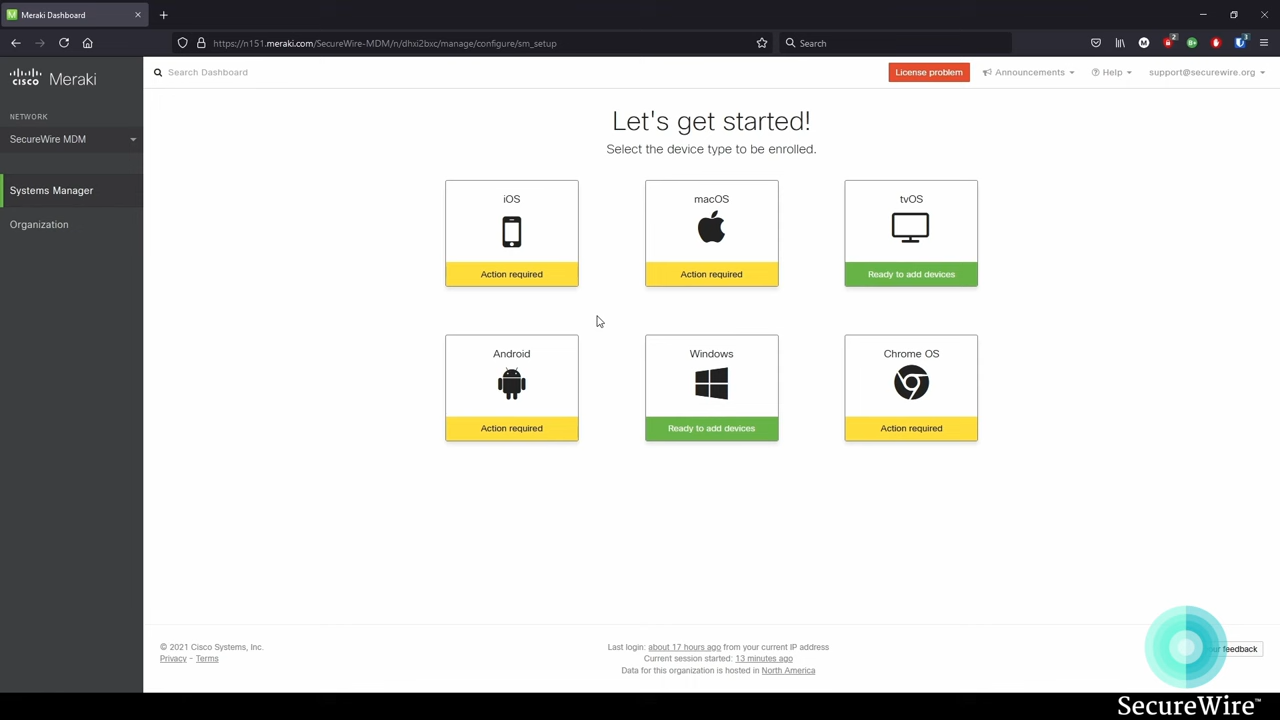 Meraki Dashboard
https://n151.meraki.com/SecureWire-MDM/n/dhxi2bxc/manage/configure/sm_setup
Search
2
3
cisco Meraki
Search Dashboard
License problem
Announcements
Help
support@securewire.org
NETWORK
SecureWire MDM
Systems Manager
Organization
Let's get started!
Select the device type to be enrolled.
iOS
Action required
macOS
Action required
tvOS
Ready to add devices
Android
Action required
Windows
Ready to add devices
Chrome OS
Action required
© 2021 Cisco Systems, Inc.
Privacy - Terms
Last login: about 17 hours ago from your current IP address
Current session started: 13 minutes ago
Data for this organization is hosted in North America
feedback
SecureWire™